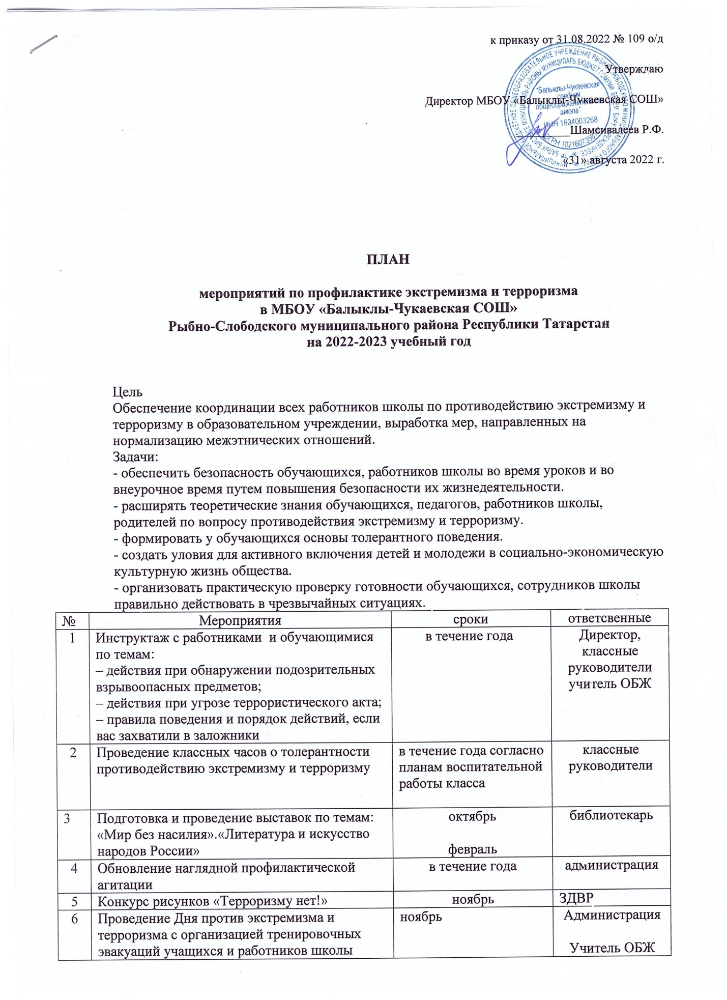 к приказу от 31.08.2022 № 109 о/д
Утверждаю
Директор МБОУ «Балыклы-Чукаевская СОШ»
Шамсивалеев Р.Ф.
«31» августа 2022 г.
"Балыклы-Чукаевская
средняя
общеобразовательная
школа"
ИНН 1634003268
ПЛАН
мероприятий по профилактике экстремизма и терроризма
в МБОУ «Балыклы-Чукаевская СОШ»
Рыбно-Слободского муниципального района Республики Татарстан
на 2022-2023 учебный год
Цель
Обеспечение координации всех работников школы по противодействию экстремизму и
терроризму в образовательном учреждении, выработка мер, направленных на
нормализацию межэтнических отношений.
Задачи:
- обеспечить безопасность обучающихся, работников школы во время уроков и во
внеурочное время путем повышения безопасности их жизнедеятельности.
- расширять теоретические знания обучающихся, педагогов, работников школы,
родителей по вопросу противодействия экстремизму и терроризму.
- формировать у обучающихся основы толерантного поведения.
- создать уловия для активного включения детей и молодежи в социально-экономическую
культурную жизнь общества.
- организовать практическую проверку готовности обучающихся, сотрудников школы
правильно действовать в чрезвычайных ситуациях.
№ Мероприятия сроки ответсвенные
1 Инструктаж с работниками и обучающимися в течение года Директор,
по темам: классные
– действия при обнаружении подозрительных руководители
взрывоопасных предметов; учитель ОБЖ
– действия при угрозе террористического акта;
– правила поведения и порядок действий, если
вас захватили в заложники
2 Проведение классных часов о толерантности в течение года согласно классные
противодействию экстремизму и терроризму планам воспитательной руководители
работы класса
3 Подготовка и проведение выставок по темам: октябрь библиотекарь
«Мир без насилия».«Литература и искусство
народов России» февраль
4 Обновление наглядной профилактической в течение года администрация
агитации
5 Конкурс рисунков «Терроризму нет!» ноябрь ЗДВР
6 Проведение Дня против экстремизма и ноябрь Администрация
терроризма с организацией тренировочных
эвакуаций учащихся и работников школы Учитель ОБЖ